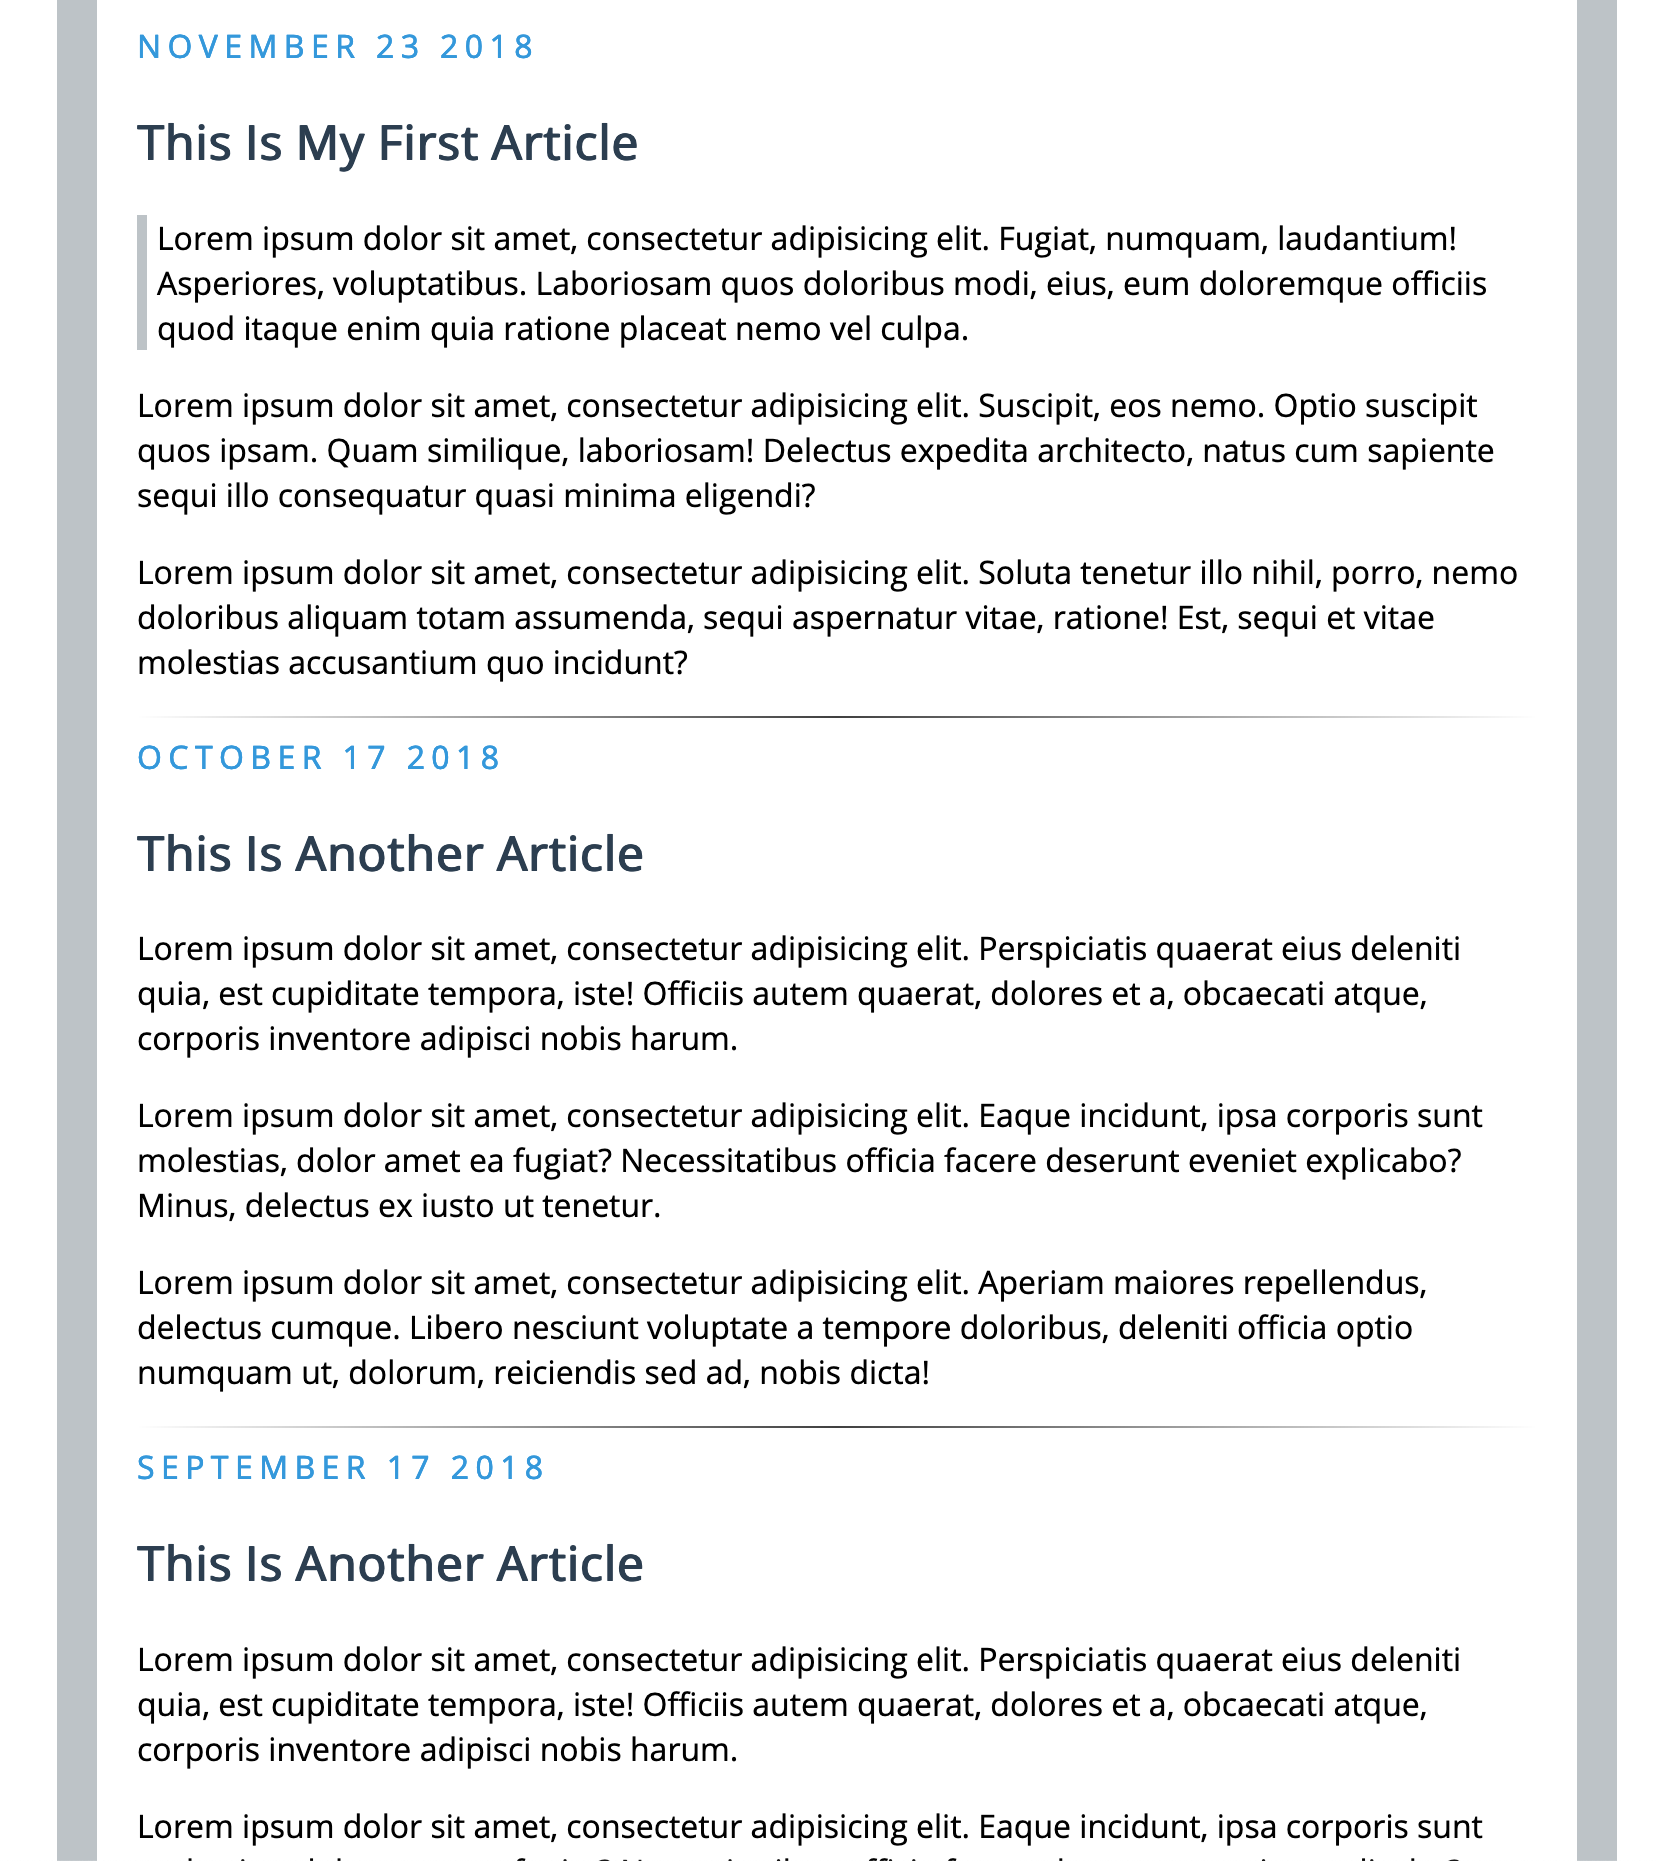 NOVEMBER 23 2018
This Is My First Article
Lorem ipsum dolor sit amet, consectetur adipisicing elit. Fugiat, numquam, laudantium!
Asperiores, voluptatibus. Laboriosam quos doloribus modi, eius, eum doloremque officiis
quod itaque enim quia ratione placeat nemo vel culpa.
Lorem ipsum dolor sit amet, consectetur adipisicing elit. Suscipit, eos nemo. Optio suscipit
quos ipsam. Quam similique, laboriosam! Delectus expedita architecto, natus cum sapiente
sequi illo consequatur quasi minima eligendi?
Lorem ipsum dolor sit amet, consectetur adipisicing elit. Soluta tenetur illo nihil, porro, nemo
doloribus aliquam totam assumenda, sequi aspernatur vitae, ratione! Est, sequi et vitae
molestias accusantium quo incidunt?
OCTOBER 17 2018
This Is Another Article
Lorem ipsum dolor sit amet, consectetur adipisicing elit. Perspiciatis quaerat eius deleniti
quia, est cupiditate tempora, iste! Officiis autem quaerat, dolores et a, obcaecati atque,
corporis inventore adipisci nobis harum.
Lorem ipsum dolor sit amet, consectetur adipisicing elit. Eaque incidunt, ipsa corporis sunt
molestias, dolor amet ea fugiat? Necessitatibus officia facere deserunt eveniet explicabo?
Minus, delectus ex iusto ut tenetur.
Lorem ipsum dolor sit amet, consectetur adipisicing elit. Aperiam maiores repellendus,
delectus cumque. Libero nesciunt voluptate a tempore doloribus, deleniti officia optio
numquam ut, dolorum, reiciendis sed ad, nobis dicta!
SEPTEMBER 17 2018
This Is Another Article
Lorem ipsum dolor sit amet, consectetur adipisicing elit. Perspiciatis quaerat eius deleniti
quia, est cupiditate tempora, iste! Officiis autem quaerat, dolores et a, obcaecati atque,
corporis inventore adipisci nobis harum.
Lorem ipsum dolor sit amet, consectetur adipisicing elit. Eaque incidunt, ipsa corporis sunt